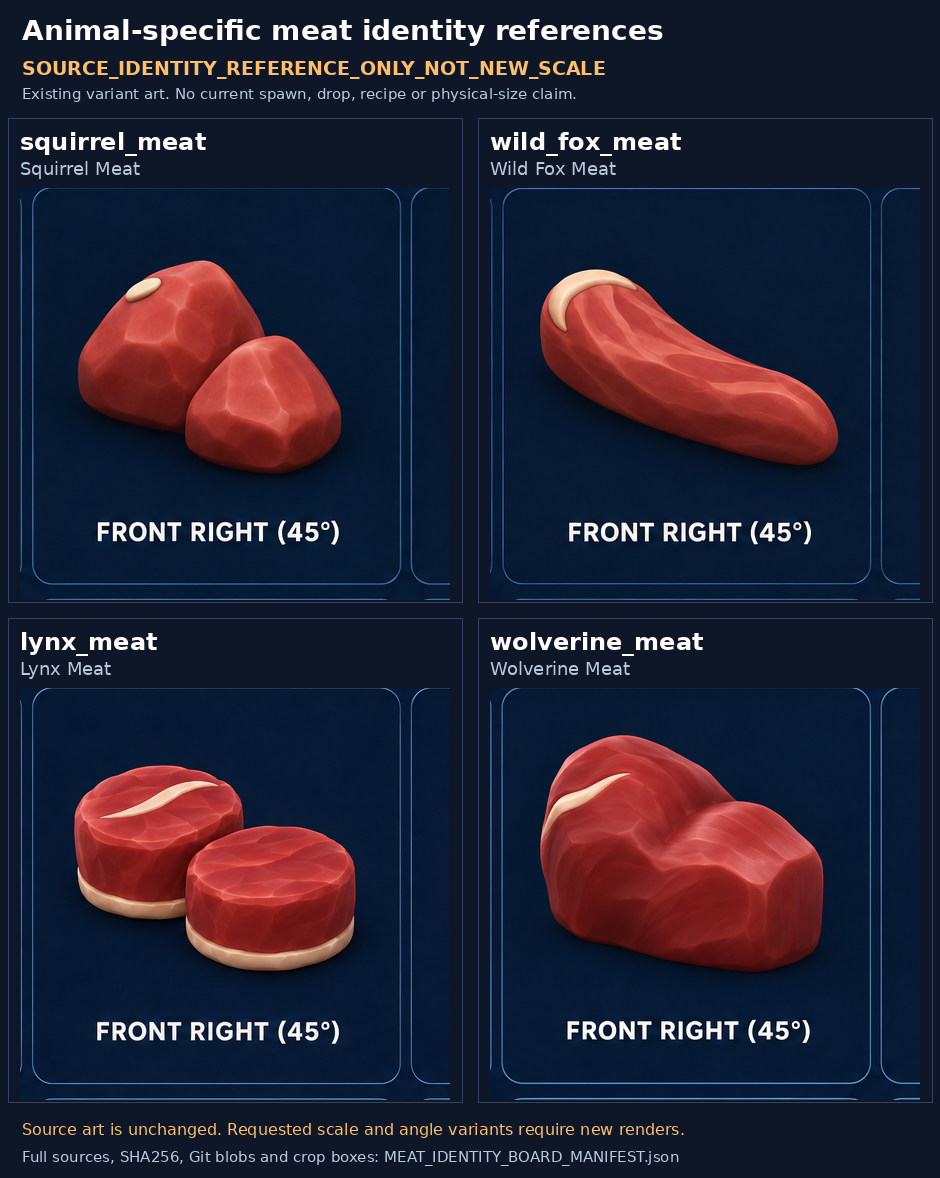 Animal-specific meat identity references
SOURCE_IDENTITY_REFERENCE_ONLY_NOT_NEW_SCALE
Existing variant art. No current spawn, drop, recipe or physical-size claim.
squirrel_meat
Squirrel Meat
FRONT RIGHT (45°)
wild_fox_meat
Wild Fox Meat
FRONT RIGHT (45°)
lynx_meat
Lynx Meat
FRONT RIGHT (45°)
wolverine_meat
Wolverine Meat
FRONT RIGHT (45°)
Source art is unchanged. Requested scale and angle variants require new renders.
Full sources, SHA256, Git blobs and crop boxes: MEAT_IDENTITY_BOARD_MANIFEST.json